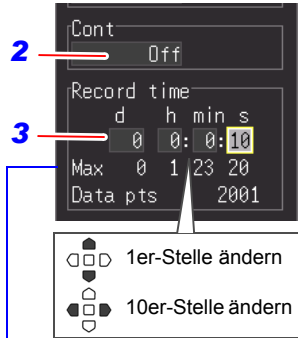 Cont
2 Off
Record time
d h min s
3 0 0: 0: 10
Max 0 1 23 20
Data pts 2001
1er-Stelle ändern
10er-Stelle ändern